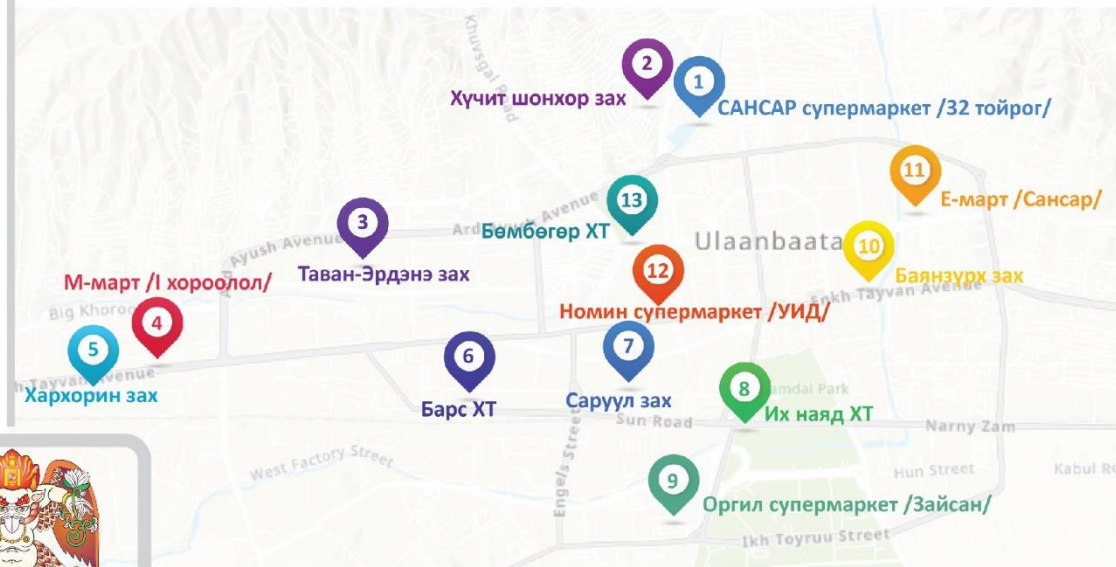 Khuvsgal Road
2
1
Хүчит шонхор зах
САНСАР супермаркет /32 тойрог/
11
Е-март /Сансар/
13
Бөмбөгөр ХТ
Avenue
3
Ayush Avenue
Таван-Эрдэнэ зах
Ulaanbaata
10
Баянзүрх зах
Enkh Tayvan Avenue
12
Номин супермаркет /УИД/
М-март /I хороолол/
Big Khoro
4
5
Tayvan Avenue
Хархорин зах
6
Барс ХТ
7
Саруул зах
8
Их наяд ХТ
amdal Park
Sun Road
Narny Zam
West Factory Street
Engels Street
Hun Street
Kabul
9
Оргил супермаркет /Зайсан/
Ikh Toyruu Street